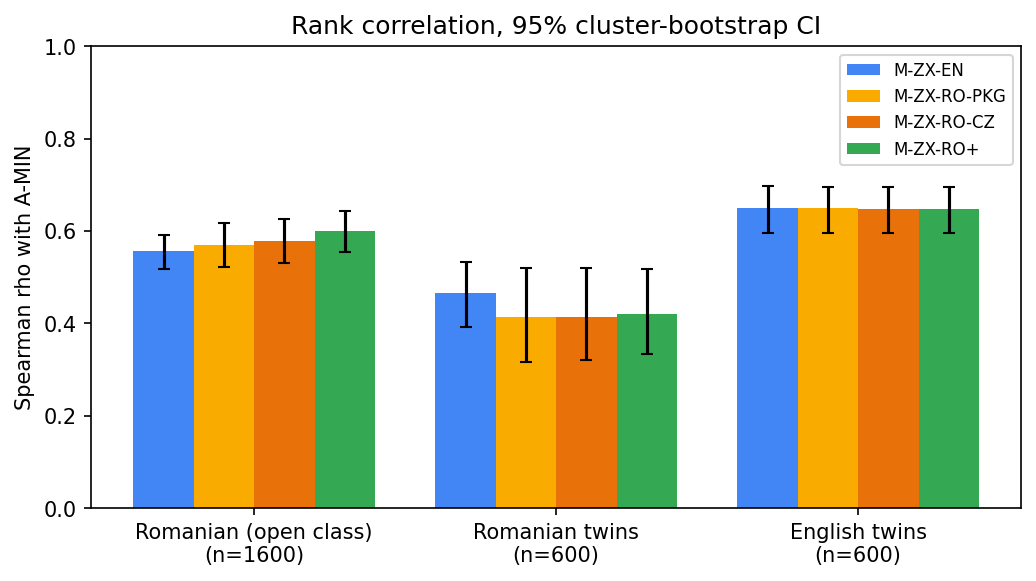 Rank correlation, 95% cluster-bootstrap CI
Spearman rho with A-MIN
1.0
0.8
0.6
0.4
0.2
0.0
M-ZX-EN
M-ZX-RO-PKG
M-ZX-RO-CZ
M-ZX-RO+
Romanian (open class)
(n=1600)
Romanian twins
(n=600)
English twins
(n=600)